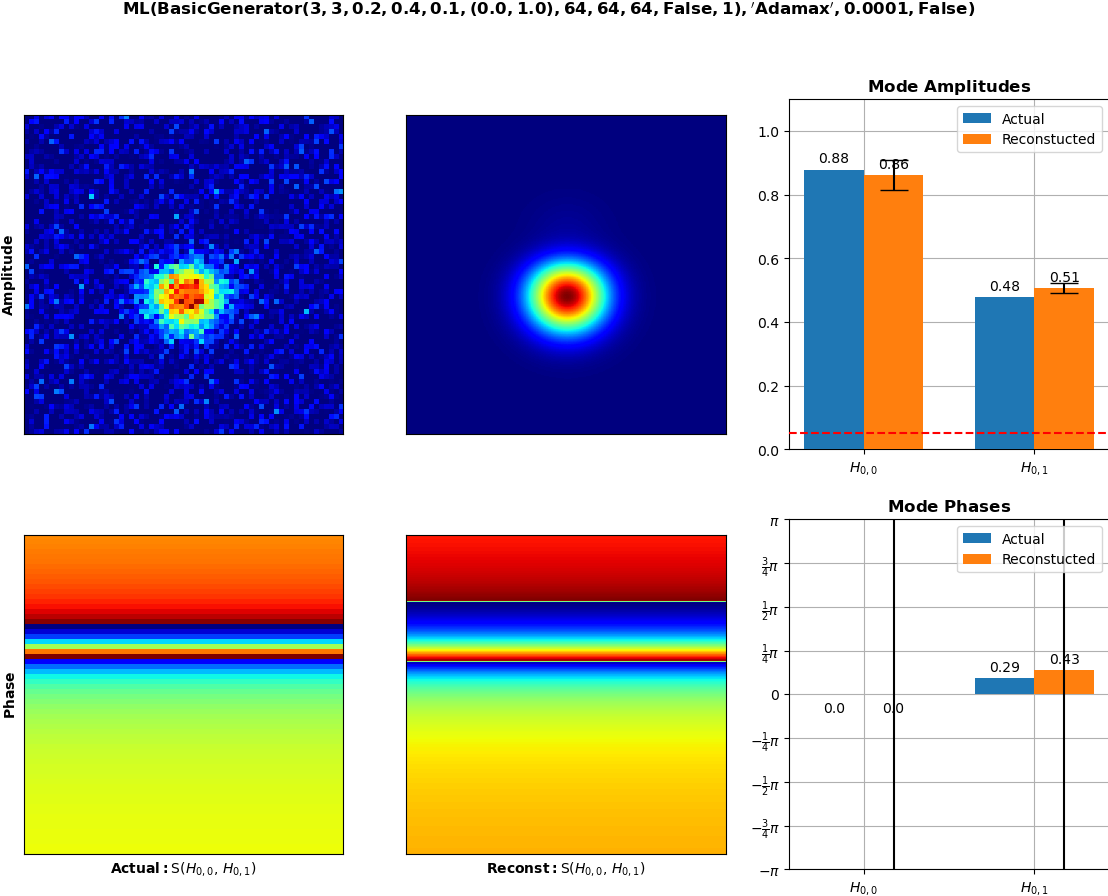 ML(BasicGenerator(3, 3, 0.2, 0.4, 0.1, (0.0, 1.0), 64, 64, 64, False, 1), ′Adamax′, 0.0001, False)
Amplitude
Mode Amplitudes
Actual
Reconstucted
1.0
0.8
0.6
0.4
0.2
0.0
0.88
0.86
0.48
0.51
H0,0
H0,1
Phase
Actual: S(H0,0, H0,1)
Reconst: S(H0,0, H0,1)
Mode Phases
Actual
Reconstucted
π
3/4π
1/2π
1/4π
0
−1/4π
−1/2π
−3/4π
−π
0.0
0.0
0.29
0.43
H0,0
H0,1